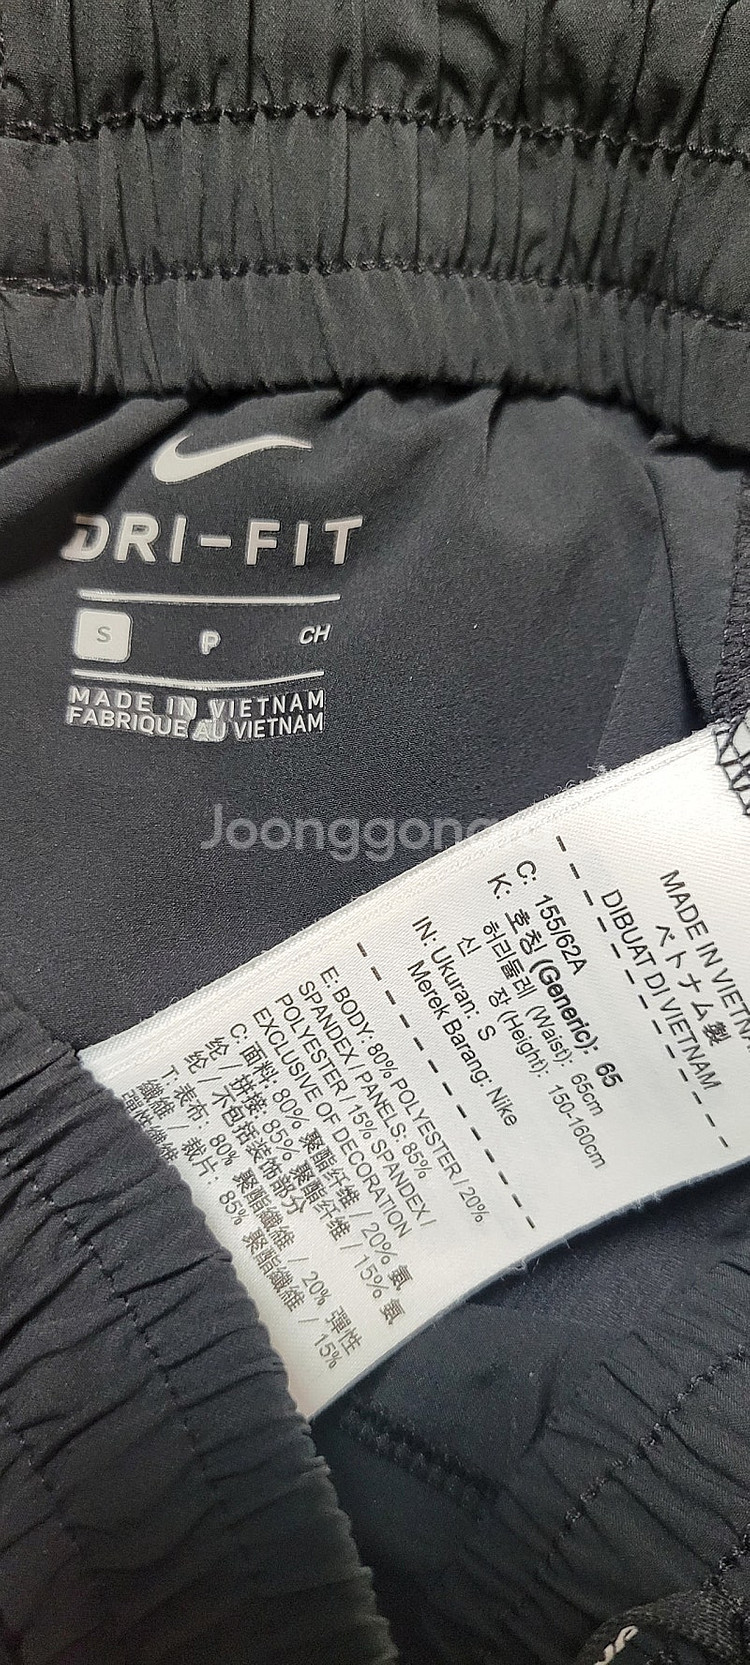 DRI-FIT
S P CH
MADE IN VIETNAM
FABRIQUE AU VIETNAM
Joonggong
MADE IN VIETNA
ベトナム製
DIBUAT DI VIETNAM
C: 155/62A
K: 호칭 (Generic): 65
허리둘레 (Waist): 65cm
신 장 (Height): 150-160cm
IN: Ukuran: S
Merek Barang: Nike
E: BODY: 80% POLYESTER / 20%
SPANDEX / PANELS: 85%
POLYESTER / 15% SPANDEX /
EXCLUSIVE OF DECORATION
C: 面料: 80% 聚酯纤维 / 20% 氨
纶 / 拼接: 85% 聚酯纤维 / 15% 氨
纶 / 不包括装饰部分
T: 表布: 80% 聚酯纖維 / 20% 彈性
纖維 / 裁片: 85% 聚酯纖維 / 15%
彈性纖維